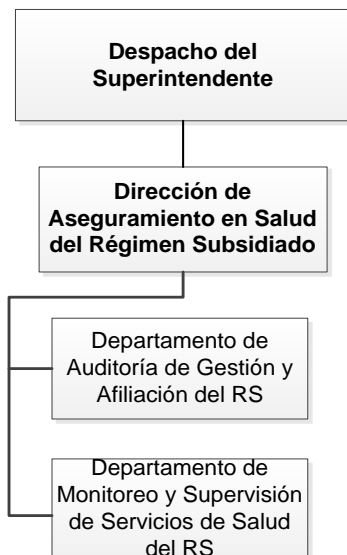 Despacho del
Superintendente
Dirección de
Aseguramiento en Salud
del Régimen Subsidiado
Departamento de
Auditoría de Gestión y
Afiliación del RS
Departamento de
Monitoreo y Supervisión
de Servicios de Salud
del RS